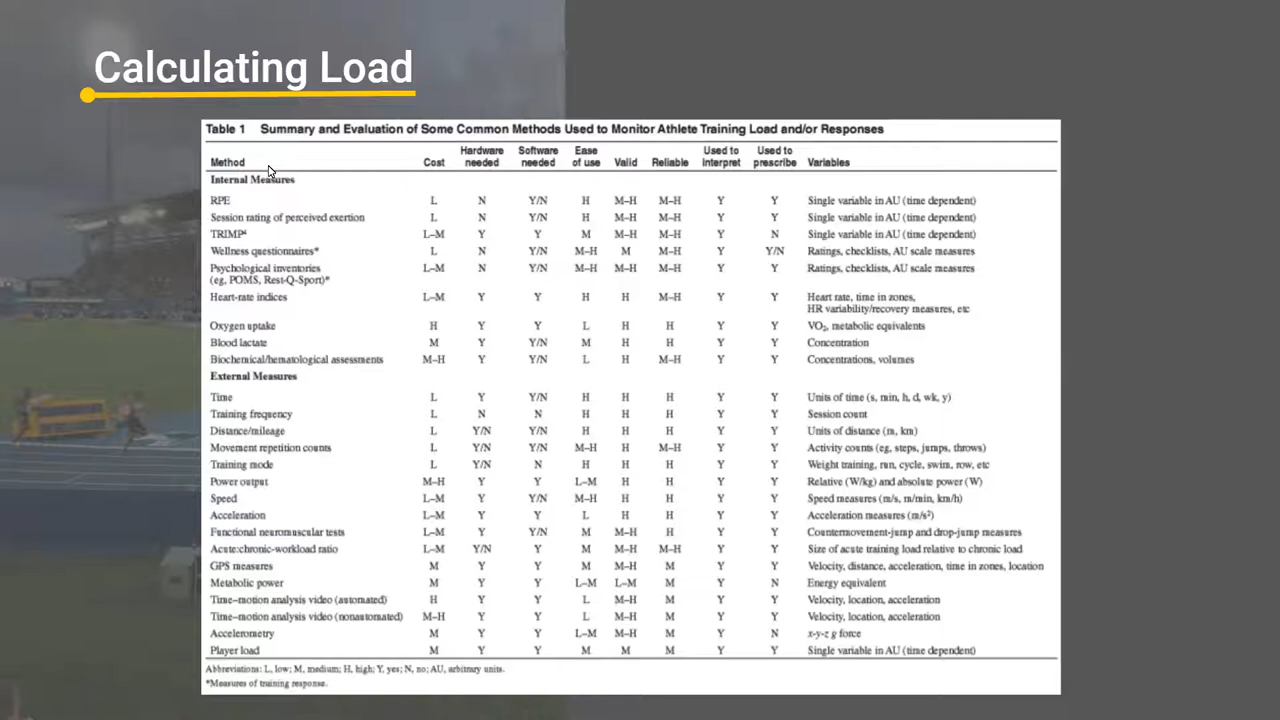 Calculating Load
Table 1 Summary and Evaluation of Some Common Methods Used to Monitor Athlete Training Load and/or Responses
Method Cost Hardware needed Software needed Ease of use Valid Reliable Used to interpret Used to prescribe Variables
Internal Measures
RPE L N Y/N H M–H M–H Y Y Single variable in AU (time dependent)
Session rating of perceived exertion L N Y/N H M–H M–H Y Y Single variable in AU (time dependent)
TRIMP⁴ L–M Y Y M M–H M–H Y N Single variable in AU (time dependent)
Wellness questionnaires* L N Y/N M–H M M–H Y Y/N Ratings, checklists, AU scale measures
Psychological inventories (eg, POMS, Rest-Q-Sport)* L–M N Y/N M–H M–H M–H Y Y Ratings, checklists, AU scale measures
Heart-rate indices L–M Y Y H H M–H Y Y Heart rate, time in zones, HR variability/recovery measures, etc
Oxygen uptake H Y Y L H H Y Y VO₂, metabolic equivalents
Blood lactate M Y Y/N M H H Y Y Concentration
Biochemical/hematological assessments M–H Y Y/N L H M–H Y Y Concentrations, volumes
External Measures
Time L Y Y/N H H H Y Y Units of time (s, min, h, d, wk, y)
Training frequency L N N H H H Y Y Session count
Distance/mileage L Y/N Y/N H H H Y Y Units of distance (m, km)
Movement repetition counts L Y/N Y/N M–H H M–H Y Y Activity counts (eg, steps, jumps, throws)
Training mode L Y/N N H H H Y Y Weight training, run, cycle, swim, row, etc
Power output M–H Y Y L–M H H Y Y Relative (W/kg) and absolute power (W)
Speed L–M Y Y/N M–H H H Y Y Speed measures (m/s, m/min, km/h)
Acceleration L–M Y Y/N L H H Y Y Acceleration measures (m/s²)
Functional neuromuscular tests L–M Y Y/N M M–H H Y Y Countermovement-jump and drop-jump measures
Acute:chronic-workload ratio L–M Y/N Y M M–H M–H Y Y Size of acute training load relative to chronic load
GPS measures M Y Y M M–H M Y Y Velocity, distance, acceleration, time in zones, location
Metabolic power M Y Y L–M L–M M Y N Energy equivalent
Time–motion analysis video (automated) H Y Y L M–H M Y Y Velocity, location, acceleration
Time–motion analysis video (nonautomated) M–H Y Y L M–H M Y Y Velocity, location, acceleration
Accelerometry M Y Y L–M M–H M Y N x-y-z g force
Player load M Y Y M M M Y Y Single variable in AU (time dependent)
Abbreviations: L, low; M, medium; H, high; Y, yes; N, no; AU, arbitrary units.
*Measures of training response.